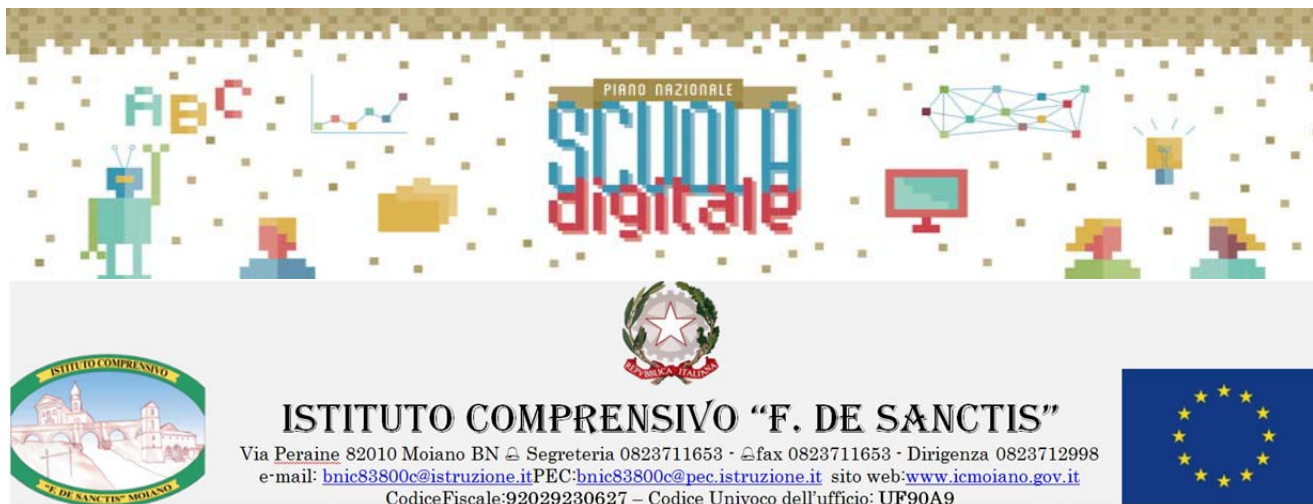 ABC
PIANO NAZIONALE
SCUOLA
digitale
REPVBBLICA ITALIANA
ISTITUTO COMPRENSIVO
"F. DE SANCTIS" MOIANO
ISTITUTO COMPRENSIVO “F. DE SANCTIS”
Via Peraine 82010 Moiano BN Segreteria 0823711653 - fax 0823711653 - Dirigenza 0823712998
e-mail: bnic83800c@istruzione.itPEC:bnic83800c@pec.istruzione.it sito web:www.icmoiano.gov.it
CodiceFiscale:92029230627 – Codice Univoco dell'ufficio: UF90A9